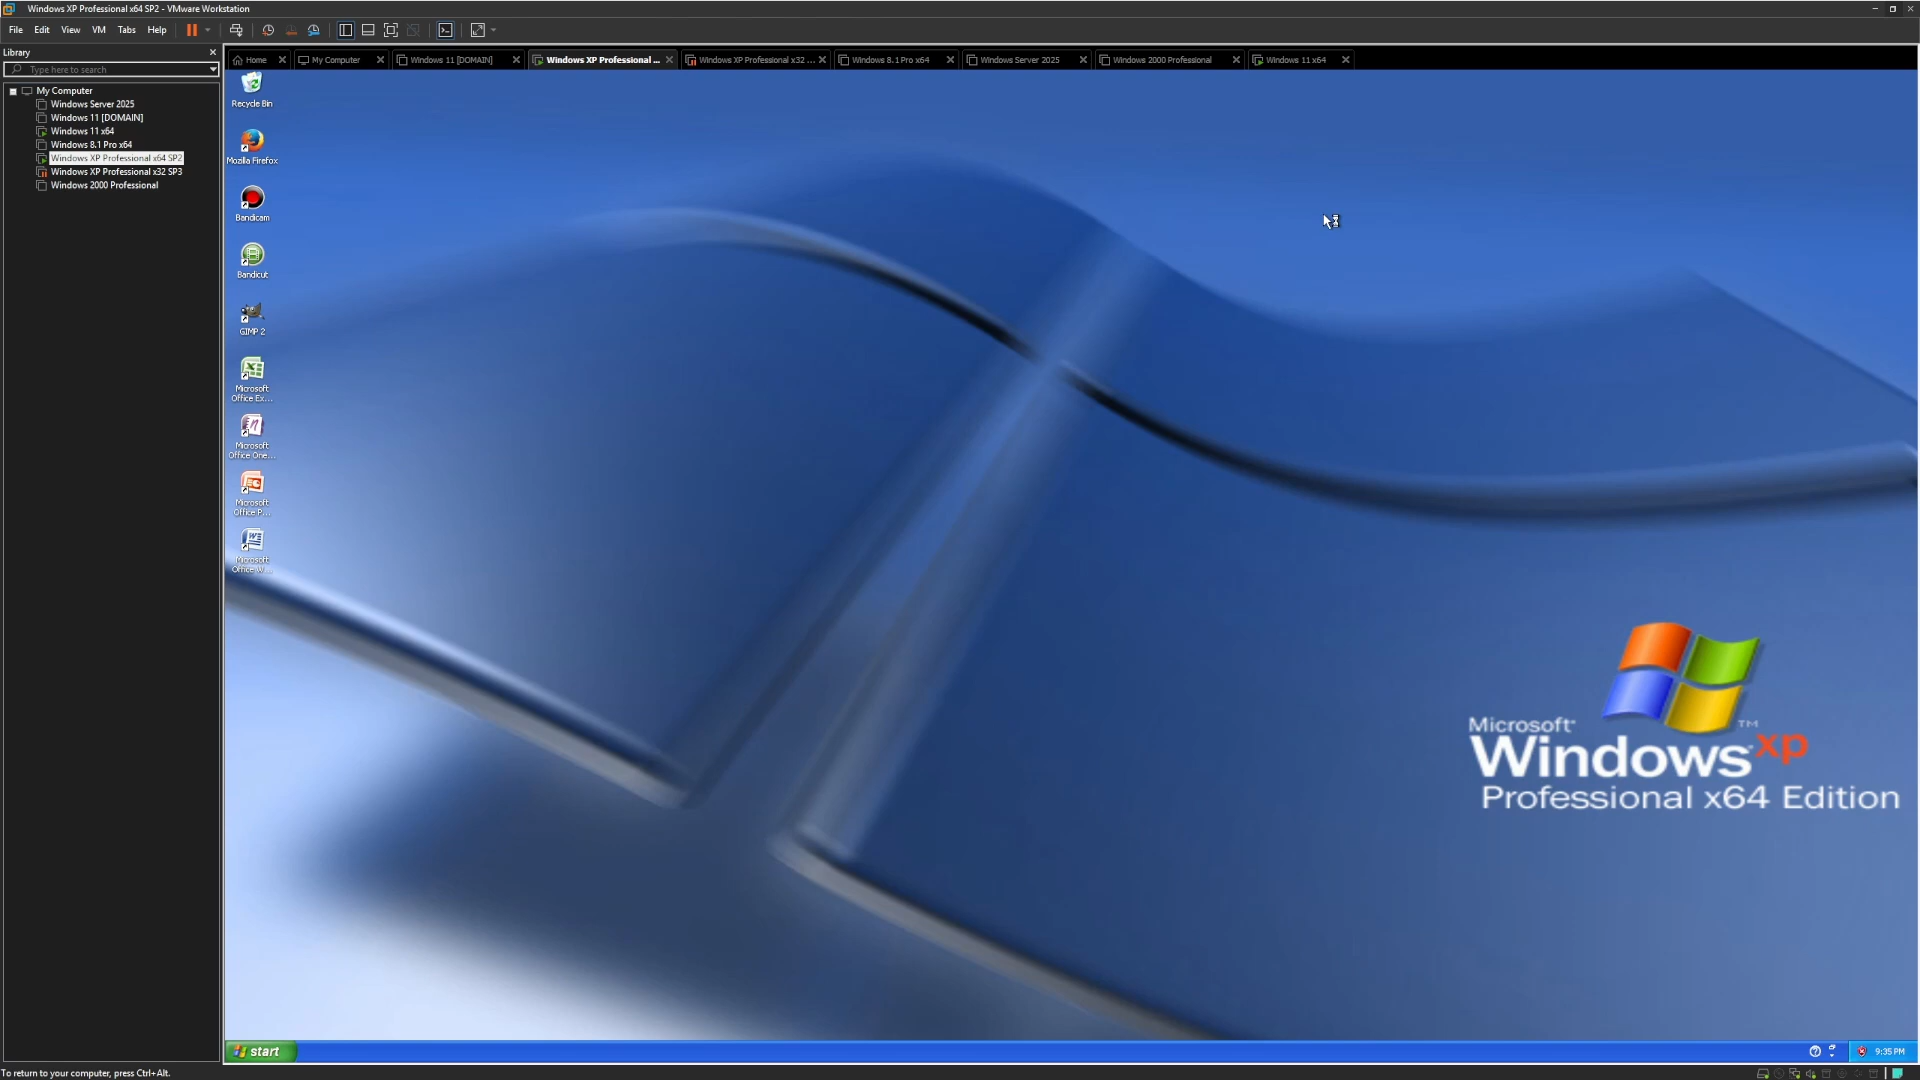 Windows XP Professional x64 SP2 - VMware Workstation
File Edit View VM Tabs Help
Library
Type here to search
My Computer
Windows Server 2025
Windows 11 [DOMAIN]
Windows 11 x64
Windows 8.1 Pro x64
Windows XP Professional x64 SP2
Windows XP Professional x32 SP3
Windows 2000 Professional
Home My Computer Windows 11 [DOMAIN] Windows XP Professional ... Windows XP Professional x32 ... Windows 8.1 Pro x64 Windows Server 2025 Windows 2000 Professional Windows 11 x64
Recycle Bin
Mozilla Firefox
Bandicam
Bandicut
GIMP 2
Microsoft
Office Ex...
Microsoft
Office One...
Microsoft
Office P...
Microsoft
Office W...
Microsoft®
Windows xp ™
Professional x64 Edition
start
9:35 PM
To return to your computer, press Ctrl+Alt.